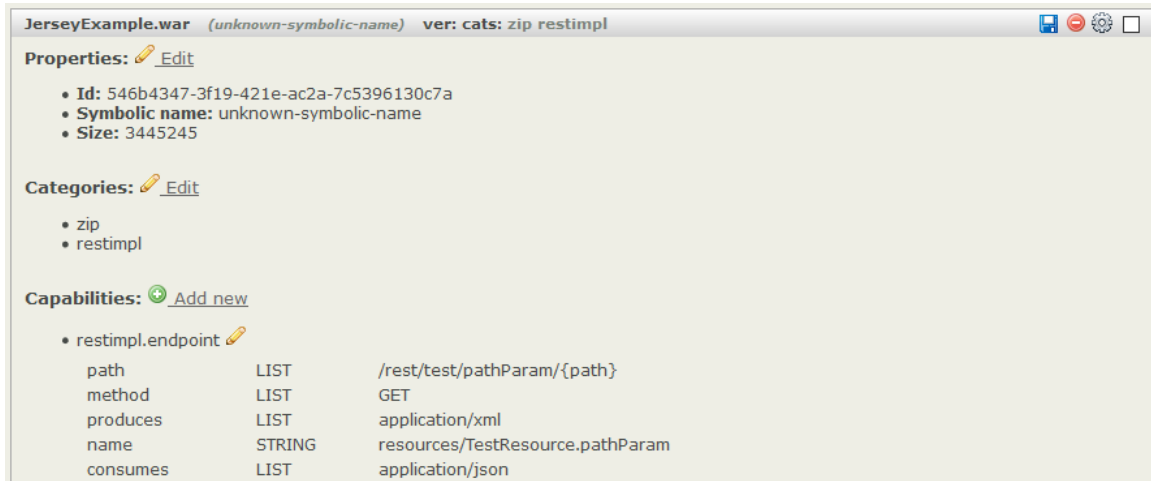 JerseyExample.war (unknown-symbolic-name) ver: cats: zip restimpl
Properties: Edit
• Id: 546b4347-3f19-421e-ac2a-7c5396130c7a
• Symbolic name: unknown-symbolic-name
• Size: 3445245
Categories: Edit
• zip
• restimpl
Capabilities: Add new
• restimpl.endpoint
path LIST /rest/test/pathParam/{path}
method LIST GET
produces LIST application/xml
name STRING resources/TestResource.pathParam
consumes LIST application/json